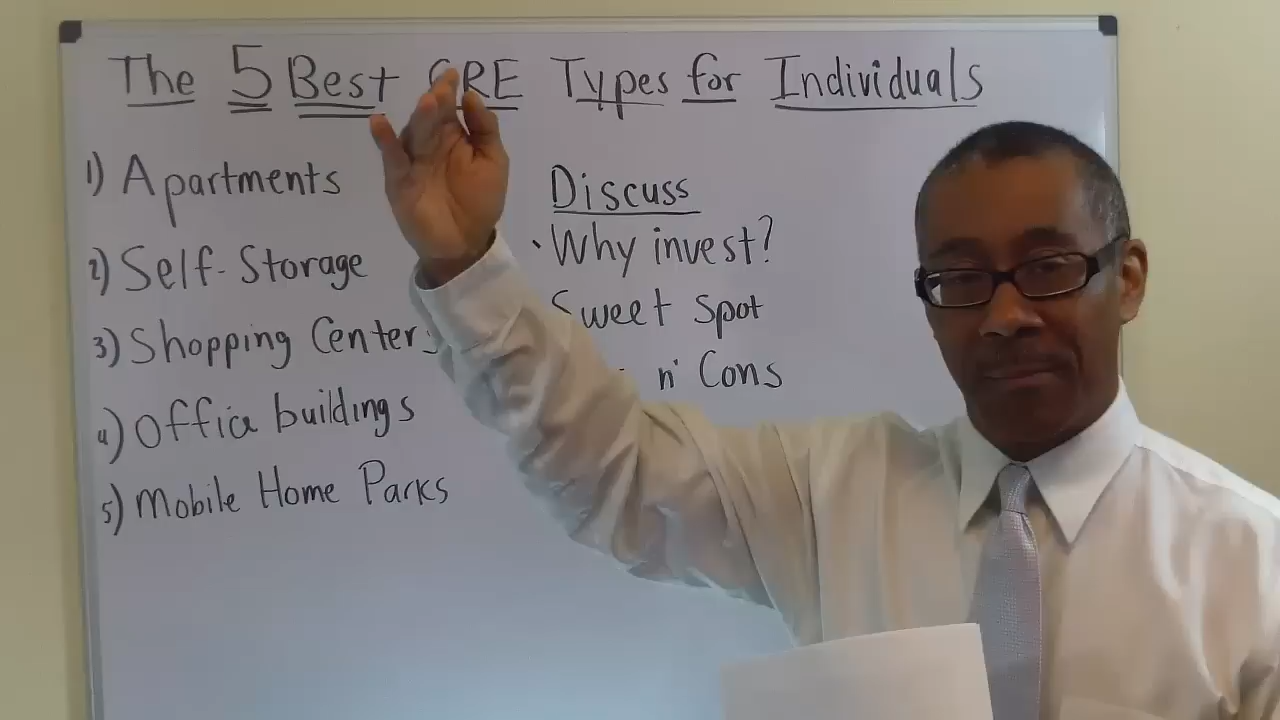 The 5 Best CRE Types for Individuals
1) Apartments
2) Self-Storage
3) Shopping Centers
4) Office buildings
5) Mobile Home Parks
Discuss
• Why invest?
Sweet Spot
n' Cons